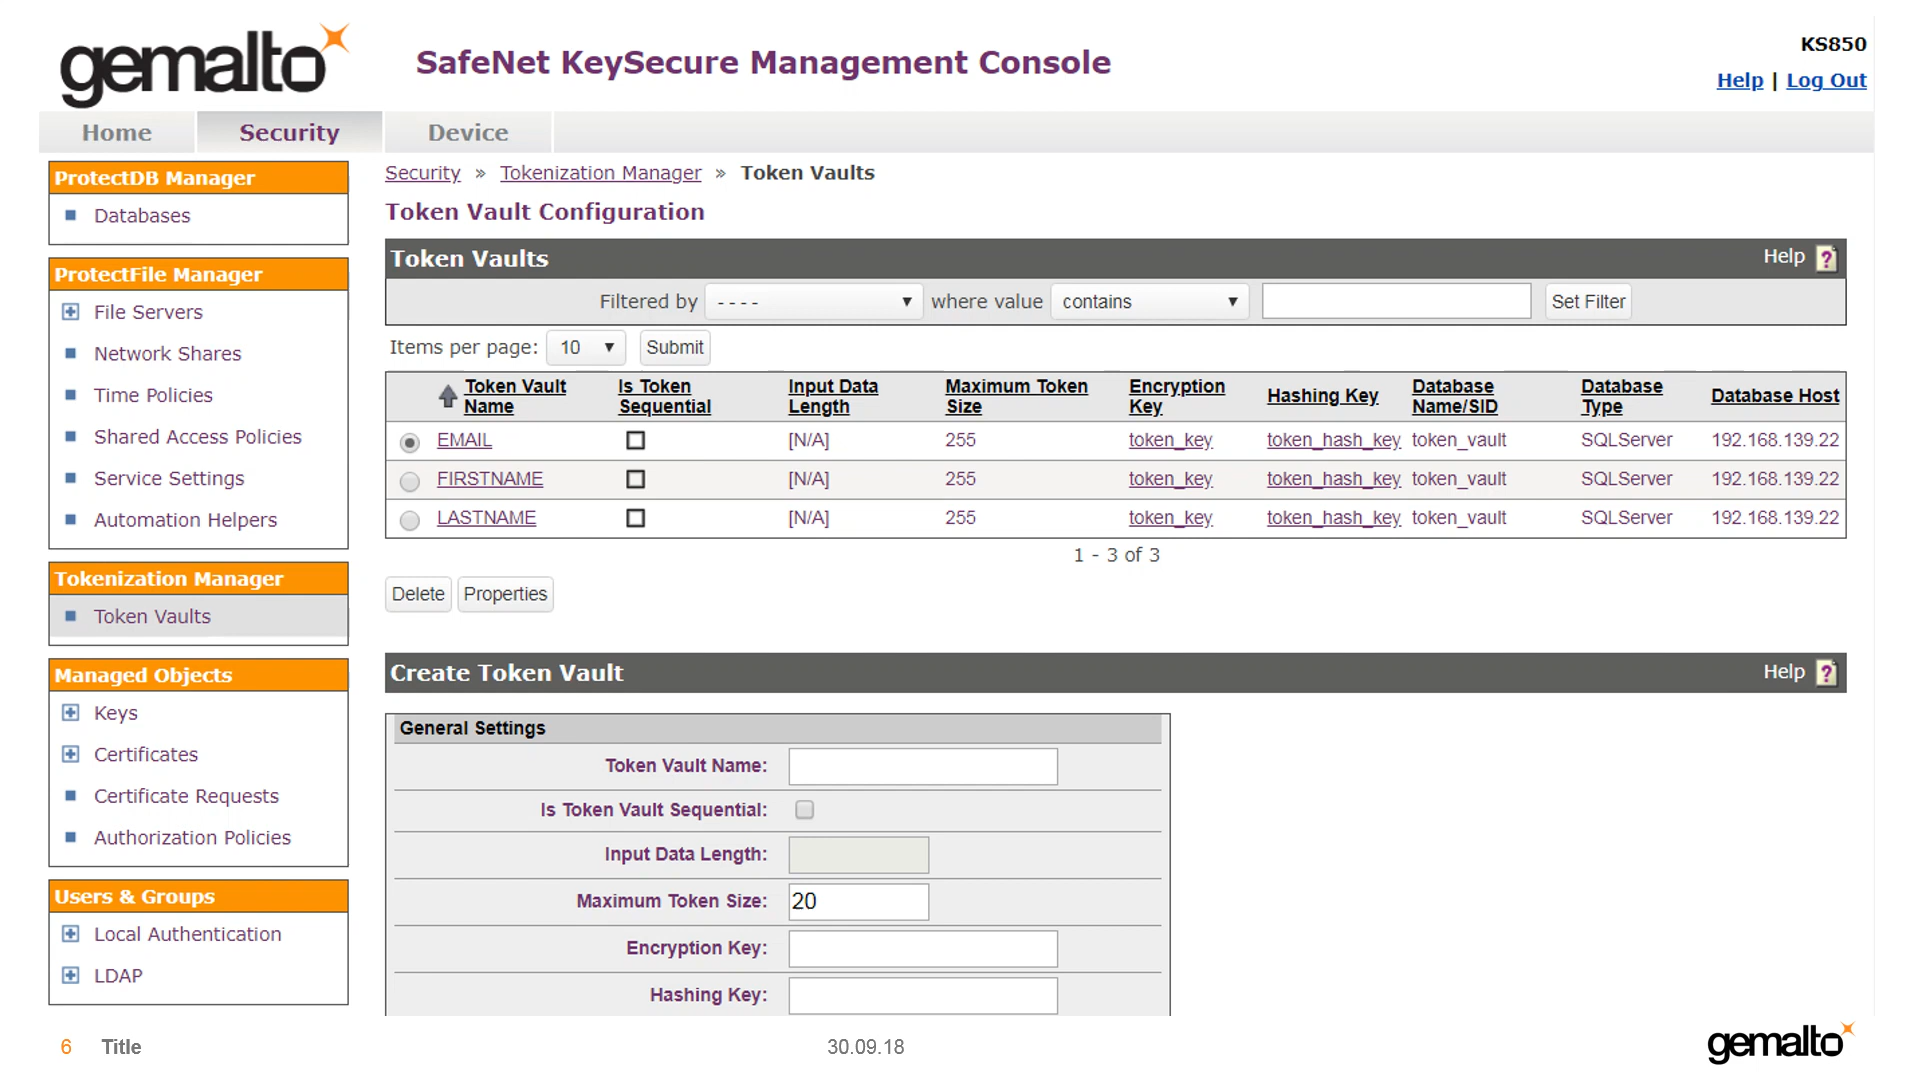 gemalto
SafeNet KeySecure Management Console
KS850
Help | Log Out
Home Security Device
ProtectDB Manager
Databases
ProtectFile Manager
File Servers
Network Shares
Time Policies
Shared Access Policies
Service Settings
Automation Helpers
Tokenization Manager
Token Vaults
Managed Objects
Keys
Certificates
Certificate Requests
Authorization Policies
Users & Groups
Local Authentication
LDAP
Security » Tokenization Manager » Token Vaults
Token Vault Configuration
Token Vaults Help ?
Filtered by - - - - where value contains Set Filter
Items per page: 10 Submit
Token Vault Name Is Token Sequential Input Data Length Maximum Token Size Encryption Key Hashing Key Database Name/SID Database Type Database Host
EMAIL [N/A] 255 token_key token_hash_key token_vault SQLServer 192.168.139.22
FIRSTNAME [N/A] 255 token_key token_hash_key token_vault SQLServer 192.168.139.22
LASTNAME [N/A] 255 token_key token_hash_key token_vault SQLServer 192.168.139.22
1 - 3 of 3
Delete Properties
Create Token Vault Help ?
General Settings
Token Vault Name:
Is Token Vault Sequential:
Input Data Length:
Maximum Token Size: 20
Encryption Key:
Hashing Key:
6 Title 30.09.18 gemalto